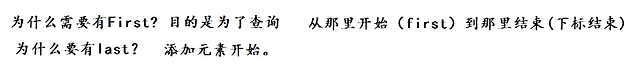 为什么需要有First? 目的是为了查询 从那里开始（first）到那里结束(下标结束)
为什么要有last? 添加元素开始。